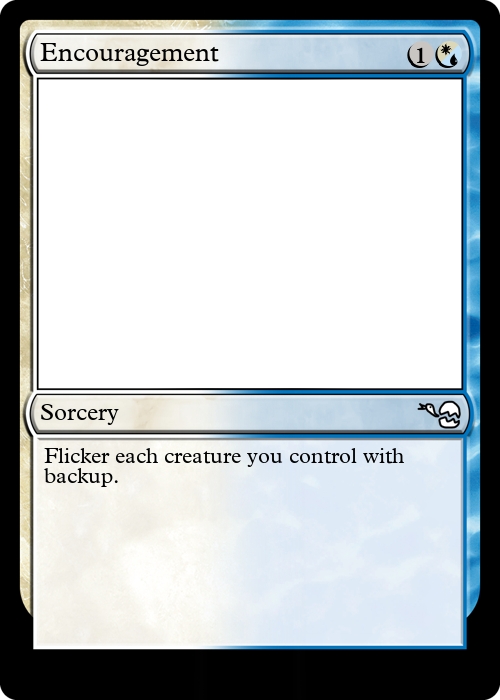 Encouragement
1
Sorcery
Flicker each creature you control with
backup.